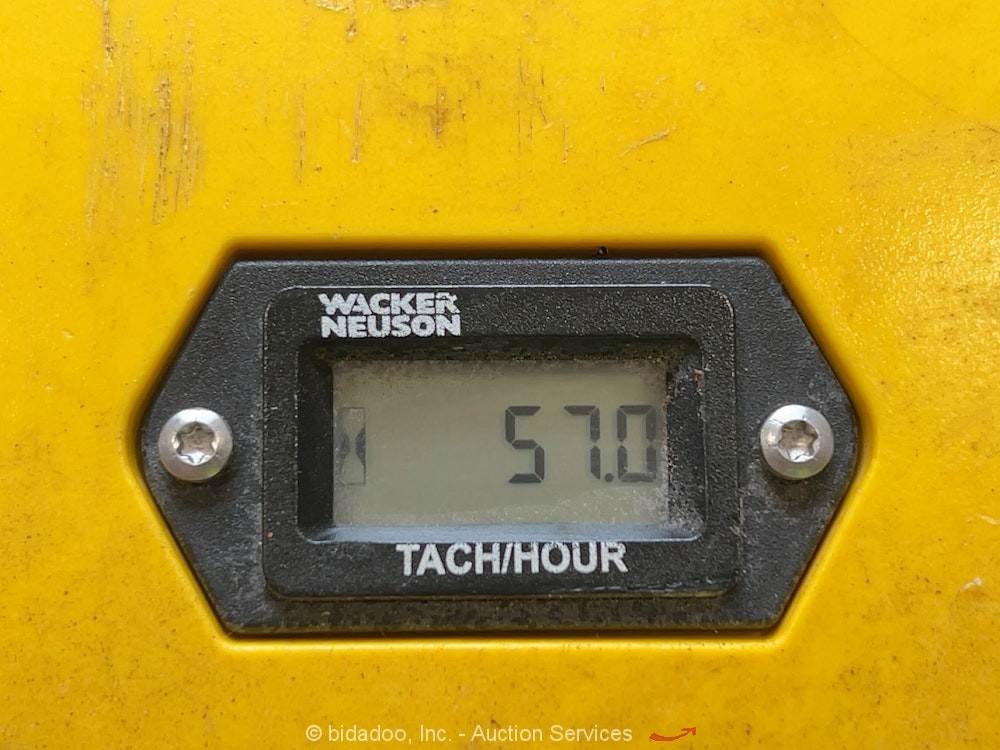 WACKER
NEUSON
57.0
TACH/HOUR
© bidadoo, Inc. - Auction Services